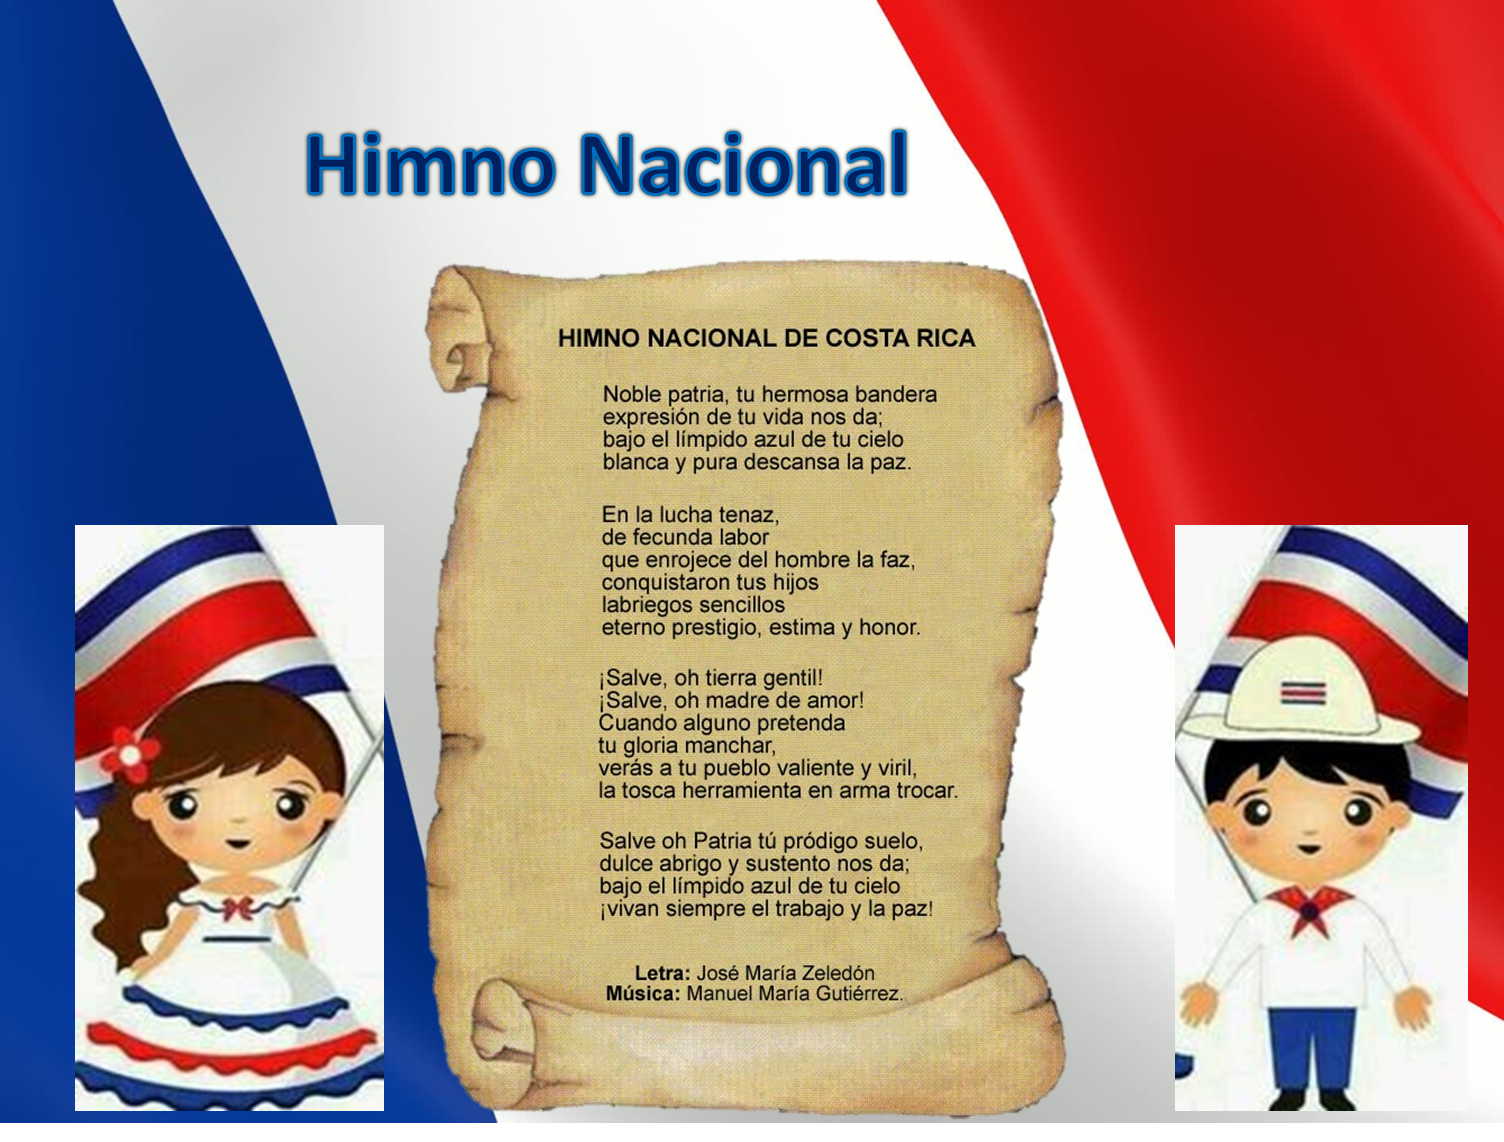 Himno Nacional
HIMNO NACIONAL DE COSTA RICA
Noble patria, tu hermosa bandera
expresión de tu vida nos da;
bajo el límpido azul de tu cielo
blanca y pura descansa la paz.
En la lucha tenaz,
de fecunda labor
que enrojece del hombre la faz,
conquistaron tus hijos
labriegos sencillos
eterno prestigio, estima y honor.
¡Salve, oh tierra gentil!
¡Salve, oh madre de amor!
Cuando alguno pretenda
tu gloria manchar,
verás a tu pueblo valiente y viril,
la tosca herramienta en arma trocar.
Salve oh Patria tú pródigo suelo,
dulce abrigo y sustento nos da;
bajo el límpido azul de tu cielo
¡vivan siempre el trabajo y la paz!
Letra: José María Zeledón
Música: Manuel María Gutiérrez.